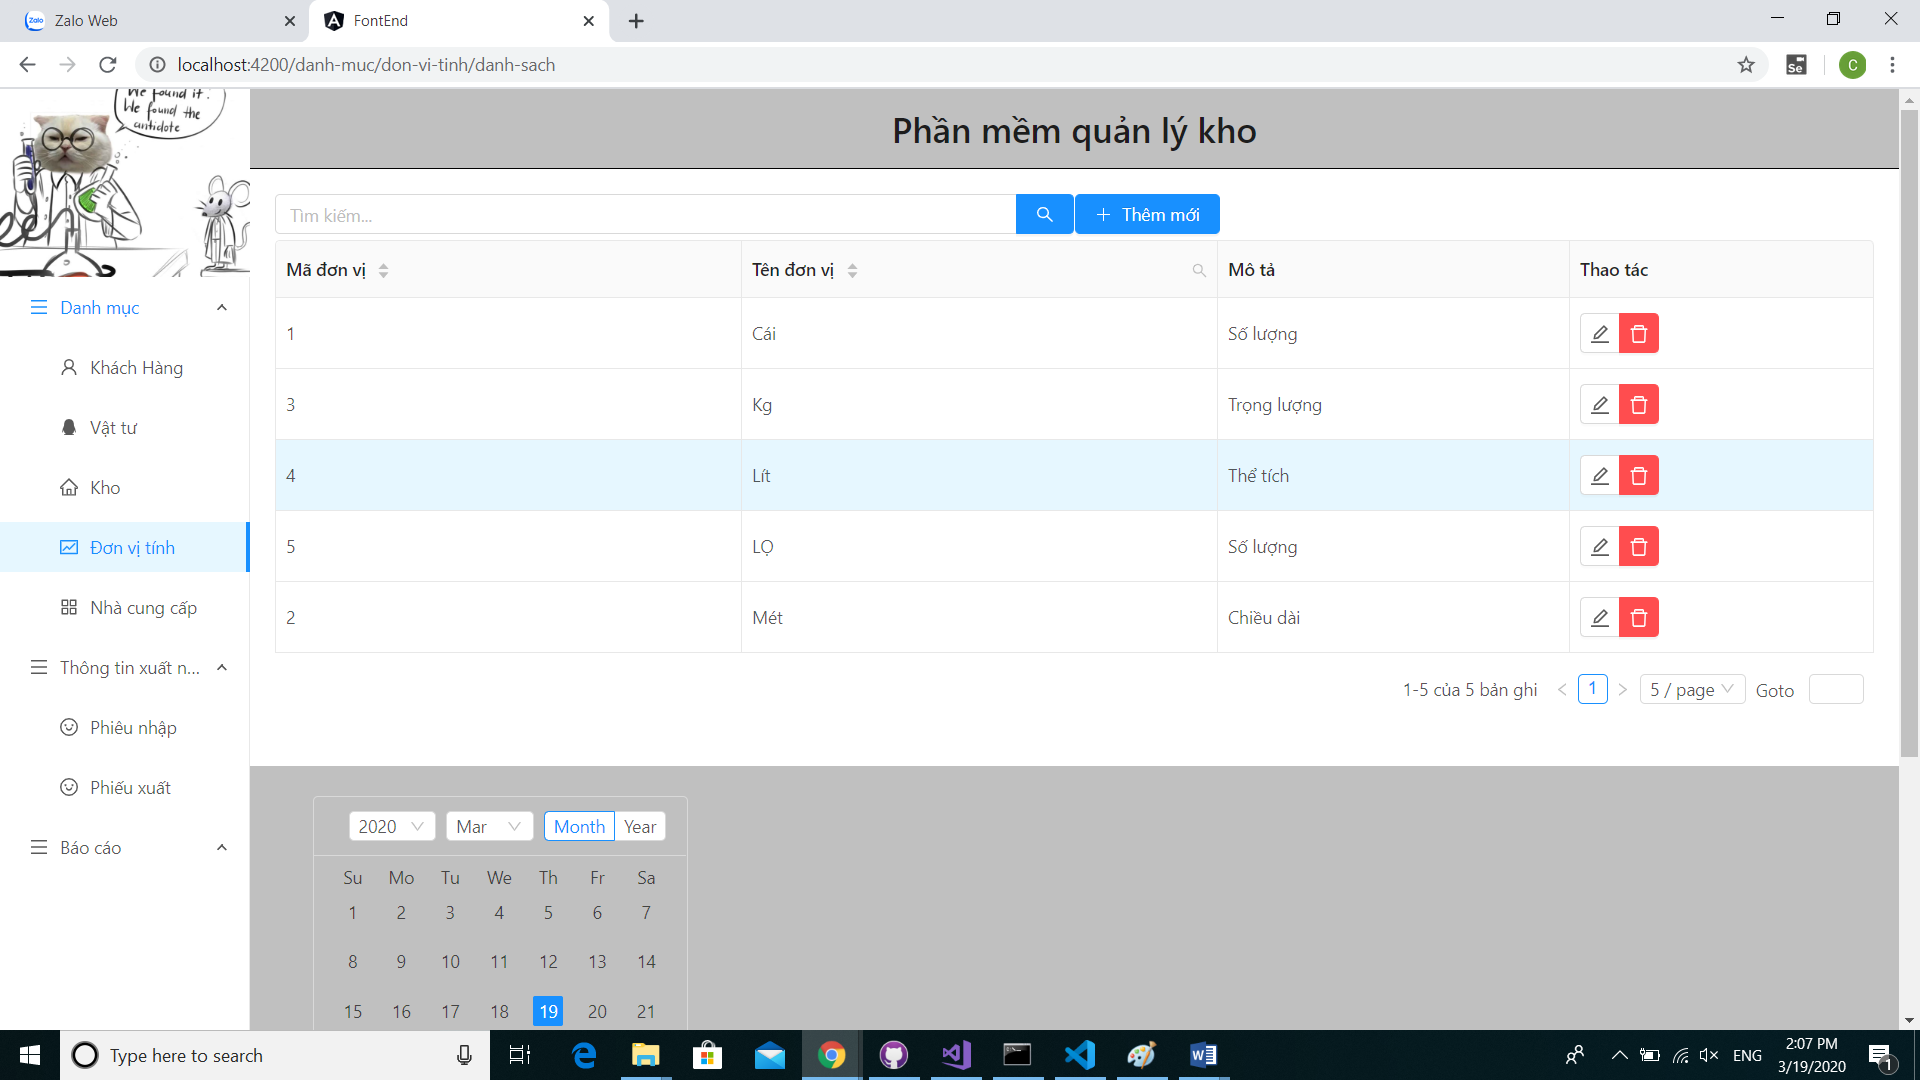 Zalo Web
FontEnd
localhost:4200/danh-muc/don-vi-tinh/danh-sach
Se
C
We found it!
We found the
antidote
Phần mềm quản lý kho
Tìm kiếm...
Thêm mới
Mã đơn vị Tên đơn vị Mô tả Thao tác
1 Cái Số lượng
3 Kg Trọng lượng
4 Lít Thể tích
5 LỌ Số lượng
2 Mét Chiều dài
1-5 của 5 bản ghi 1 5 / page Goto
Danh mục
Khách Hàng
Vật tư
Kho
Đơn vị tính
Nhà cung cấp
Thông tin xuất n...
Phiêu nhập
Phiếu xuất
Báo cáo
2020 Mar Month Year
Su Mo Tu We Th Fr Sa
1 2 3 4 5 6 7
8 9 10 11 12 13 14
15 16 17 18 19 20 21
Type here to search
ENG
2:07 PM
3/19/2020
1